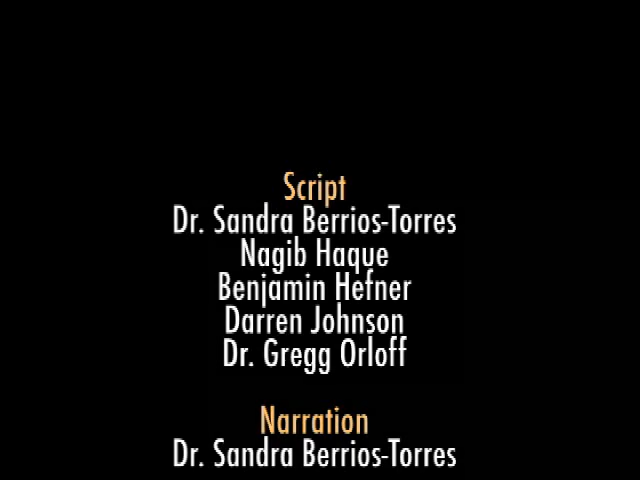 Script
Dr. Sandra Berrios-Torres
Nagib Haque
Benjamin Hefner
Darren Johnson
Dr. Gregg Orloff
Narration
Dr. Sandra Berrios-Torres